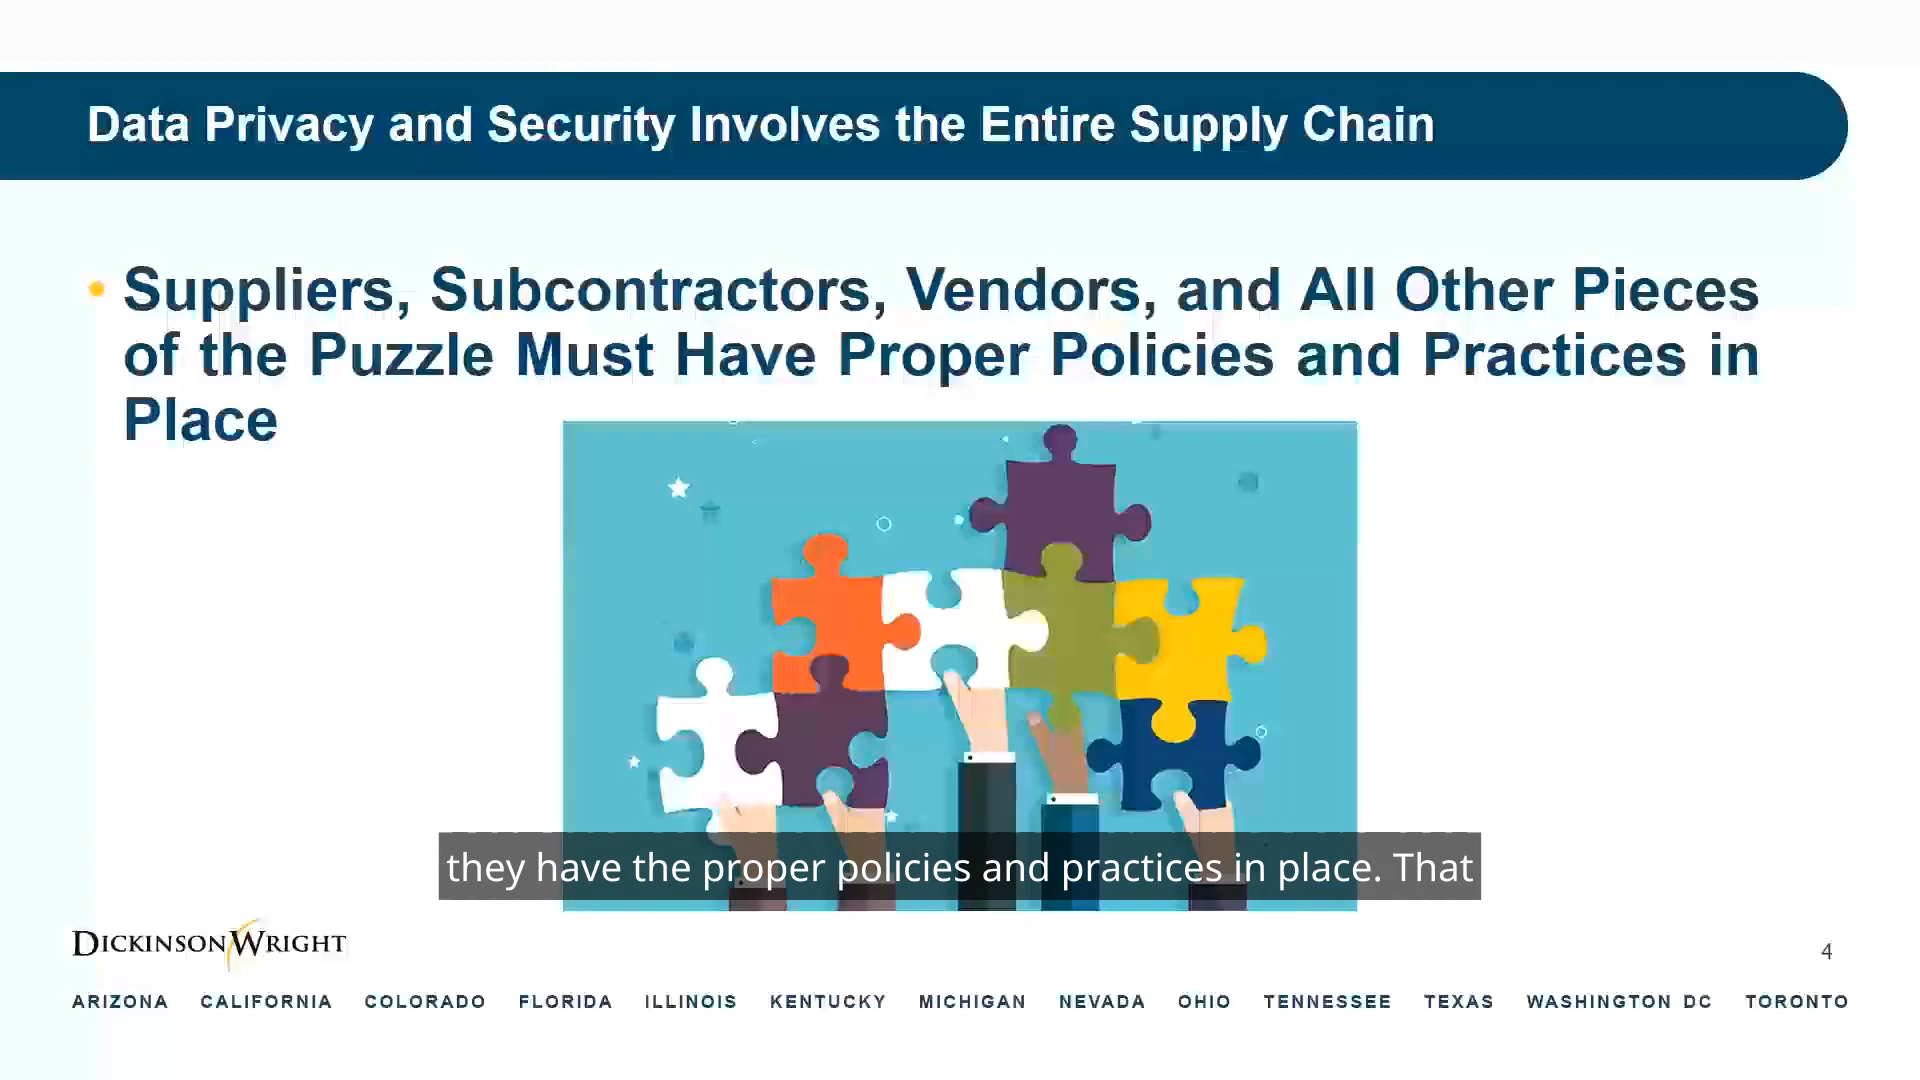 Data Privacy and Security Involves the Entire Supply Chain
• Suppliers, Subcontractors, Vendors, and All Other Pieces
of the Puzzle Must Have Proper Policies and Practices in
Place
they have the proper policies and practices in place. That
DICKINSON WRIGHT
4
ARIZONA CALIFORNIA COLORADO FLORIDA ILLINOIS KENTUCKY MICHIGAN NEVADA OHIO TENNESSEE TEXAS WASHINGTON DC TORONTO